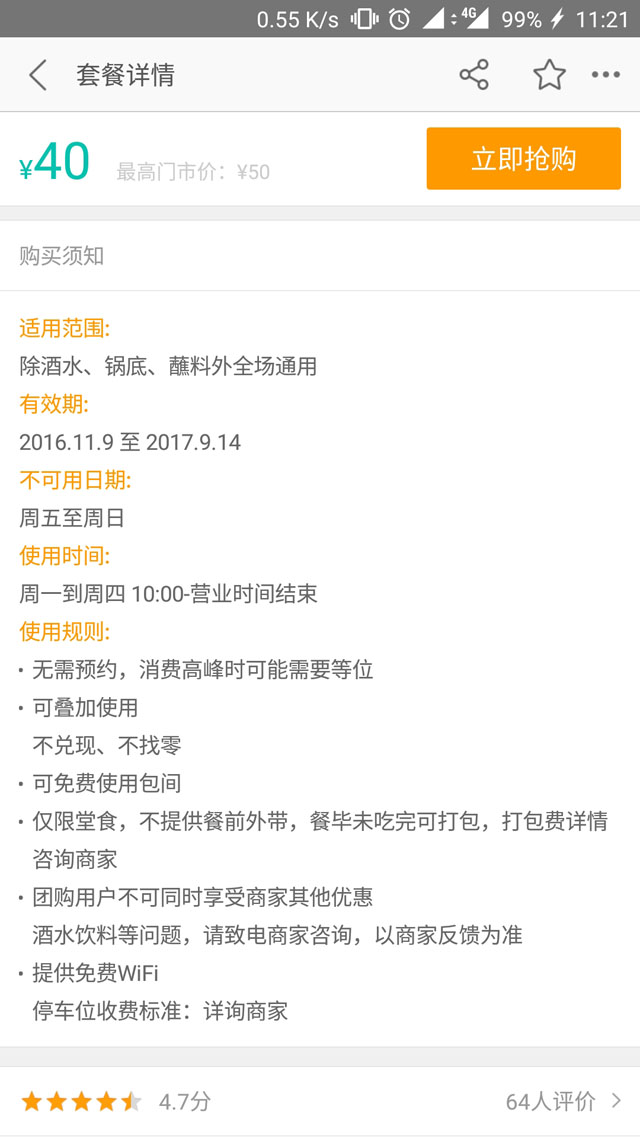 0.55 K/s 4G 99% 11:21
套餐详情
¥40 最高门市价：¥50 立即抢购
购买须知
适用范围:
除酒水、锅底、蘸料外全场通用
有效期:
2016.11.9 至 2017.9.14
不可用日期:
周五至周日
使用时间:
周一到周四 10:00-营业时间结束
使用规则:
· 无需预约，消费高峰时可能需要等位
· 可叠加使用
不兑现、不找零
· 可免费使用包间
· 仅限堂食，不提供餐前外带，餐毕未吃完可打包，打包费详情
咨询商家
· 团购用户不可同时享受商家其他优惠
酒水饮料等问题，请致电商家咨询，以商家反馈为准
· 提供免费WiFi
停车位收费标准：详询商家
4.7分 64人评价